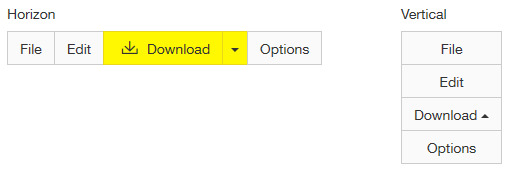 Horizon
File Edit Download Options
Vertical
File
Edit
Download
Options